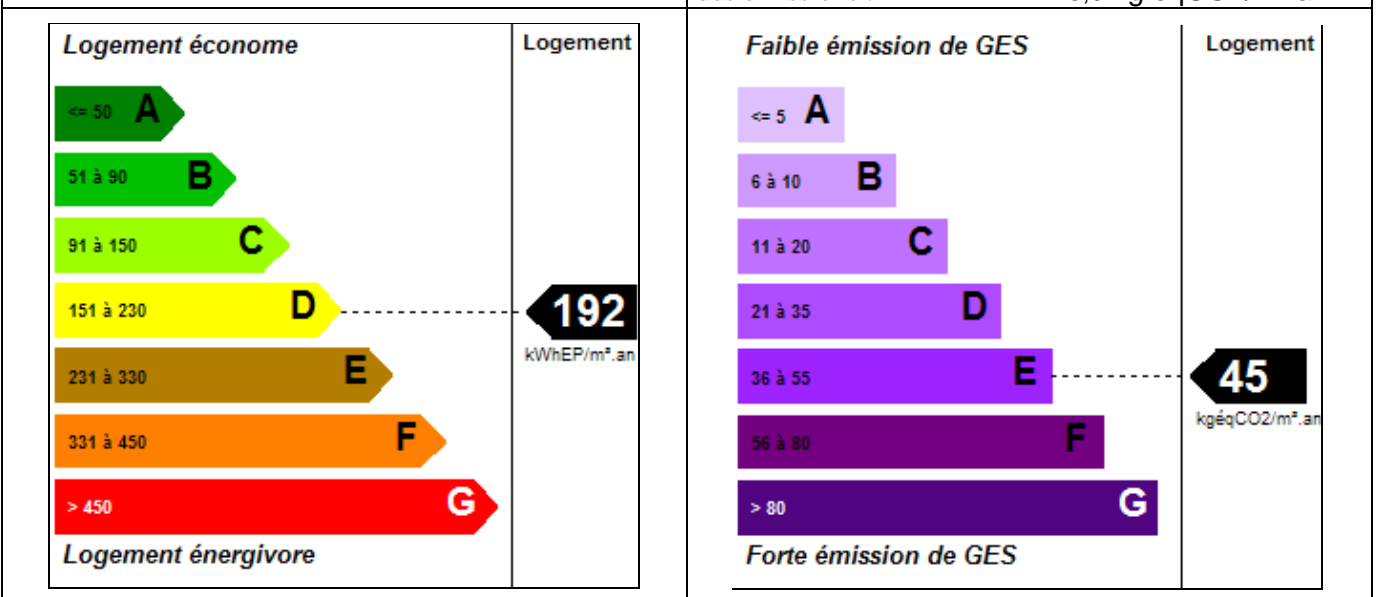 Logement économe
Logement
<= 50 A
51 à 90 B
91 à 150 C
151 à 230 D
192
kWhEP/m².an
231 à 330 E
331 à 450 F
> 450 G
Logement énergivore
Faible émission de GES
Logement
<= 5 A
6 à 10 B
11 à 20 C
21 à 35 D
36 à 55 E
45
kgéqCO2/m².an
56 à 80 F
> 80 G
Forte émission de GES